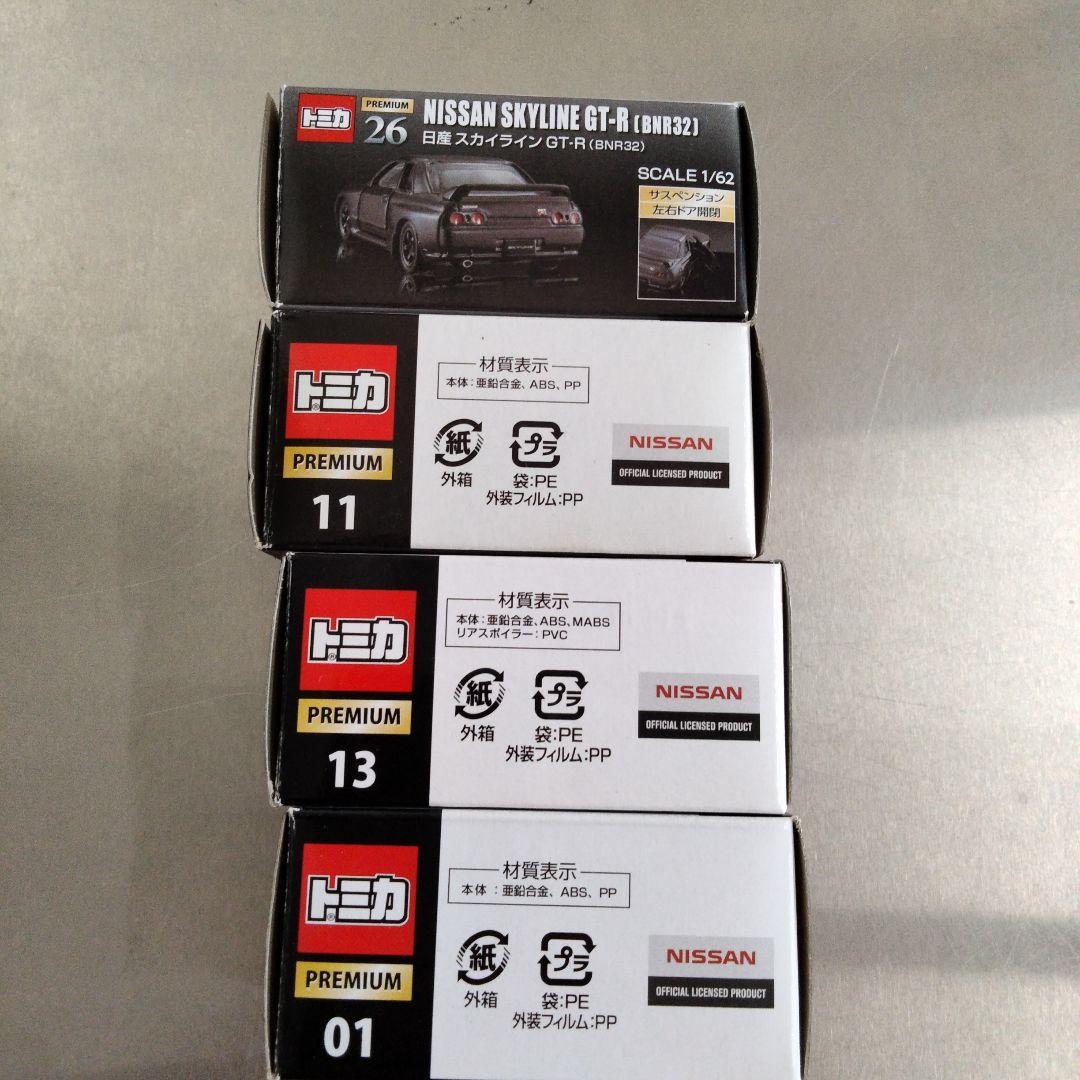 トミカ
PREMIUM
26
NISSAN SKYLINE GT-R (BNR32)
日産 スカイライン GT-R (BNR32)
SCALE 1/62
サスペンション
左右ドア開閉
SKYLINE
トミカ
PREMIUM
11
材質表示
本体:亜鉛合金、ABS、PP
紙
外箱
プラ
袋:PE
外装フィルム:PP
NISSAN
OFFICIAL LICENSED PRODUCT
トミカ
PREMIUM
13
材質表示
本体:亜鉛合金、ABS、MABS
リアスポイラー:PVC
紙
外箱
プラ
袋:PE
外装フィルム:PP
NISSAN
OFFICIAL LICENSED PRODUCT
トミカ
PREMIUM
01
材質表示
本体 :亜鉛合金、ABS、PP
紙
外箱
プラ
袋:PE
外装フィルム:PP
NISSAN
OFFICIAL LICENSED PRODUCT